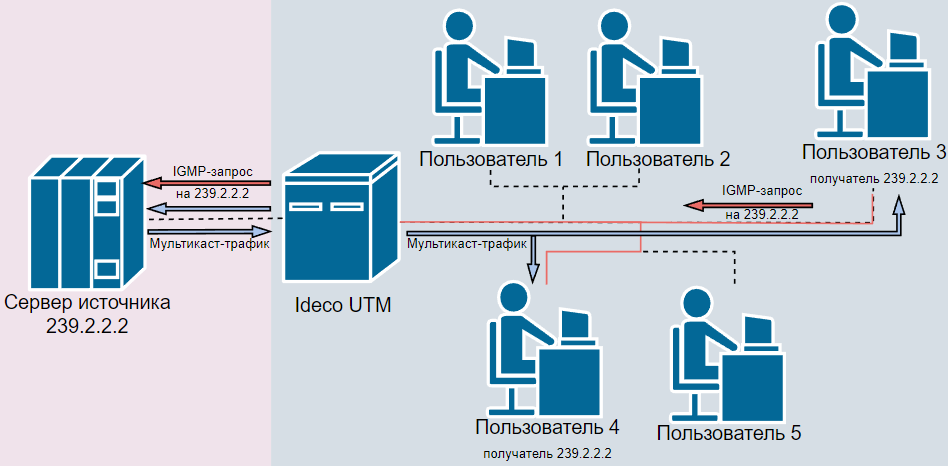 Пользователь 1
Пользователь 2
Пользователь 3
получатель 239.2.2.2
IGMP-запрос
на 239.2.2.2
IGMP-запрос
на 239.2.2.2
Мультикаст-трафик
Мультикаст-трафик
Сервер источника
239.2.2.2
Ideco UTM
Пользователь 4
получатель 239.2.2.2
Пользователь 5